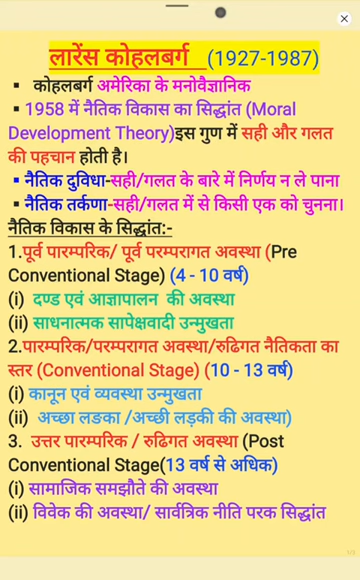 लारेंस कोहलबर्ग (1927-1987)
▪ कोहलबर्ग अमेरिका के मनोवैज्ञानिक
▪ 1958 में नैतिक विकास का सिद्धांत (Moral
Development Theory)इस गुण में सही और गलत
की पहचान होती है।
▪ नैतिक दुविधा-सही/गलत के बारे में निर्णय न ले पाना
▪ नैतिक तर्कणा-सही/गलत में से किसी एक को चुनना।
नैतिक विकास के सिद्धांत:-
1.पूर्व पारम्परिक/ पूर्व परम्परागत अवस्था (Pre
Conventional Stage) (4 - 10 वर्ष)
(i) दण्ड एवं आज्ञापालन की अवस्था
(ii) साधनात्मक सापेक्षवादी उन्मुखता
2.पारम्परिक/परम्परागत अवस्था/रुढिगत नैतिकता का
स्तर (Conventional Stage) (10 - 13 वर्ष)
(i) कानून एवं व्यवस्था उन्मुखता
(ii) अच्छा लङका /अच्छी लड़की की अवस्था)
3. उत्तर पारम्परिक / रुढिगत अवस्था (Post
Conventional Stage(13 वर्ष से अधिक)
(i) सामाजिक समझौते की अवस्था
(ii) विवेक की अवस्था/ सार्वत्रिक नीति परक सिद्धांत